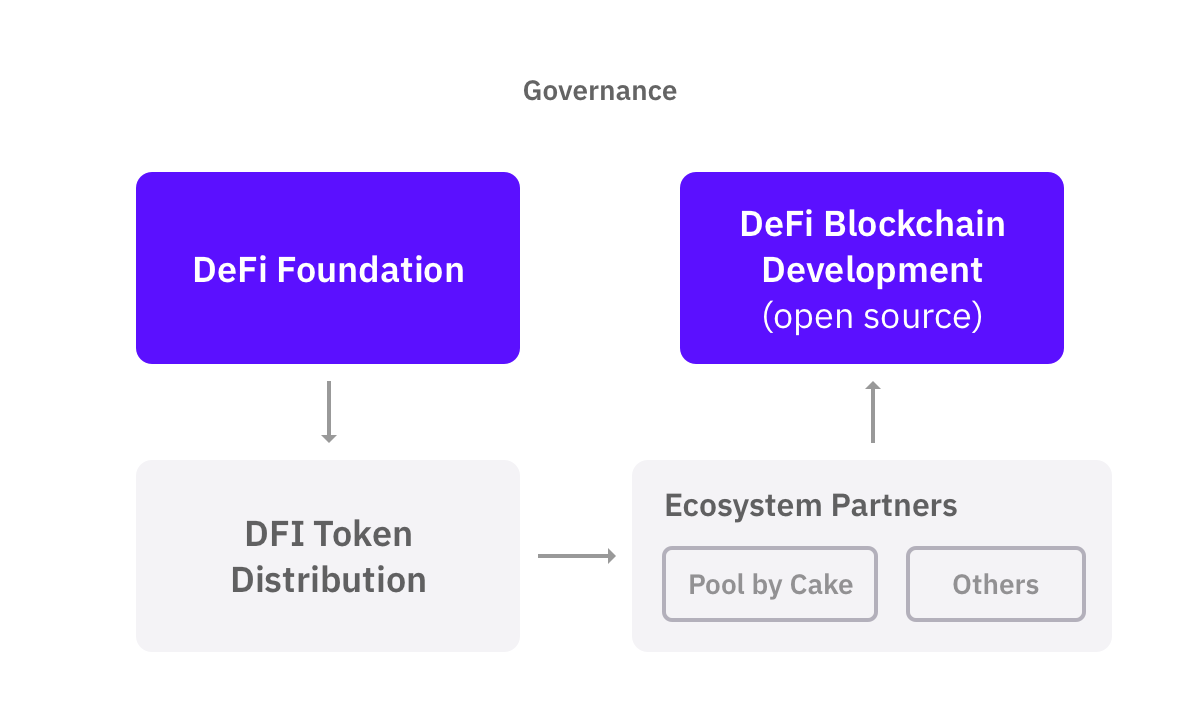 Governance
DeFi Foundation
DeFi Blockchain
Development
(open source)
DFI Token
Distribution
Ecosystem Partners
Pool by Cake
Others